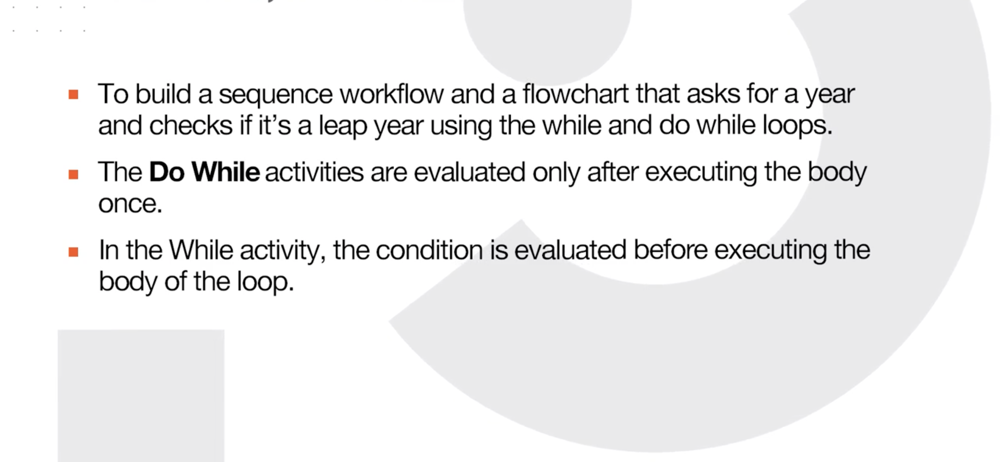 To build a sequence workflow and a flowchart that asks for a year
and checks if it’s a leap year using the while and do while loops.
The Do While activities are evaluated only after executing the body
once.
In the While activity, the condition is evaluated before executing the
body of the loop.